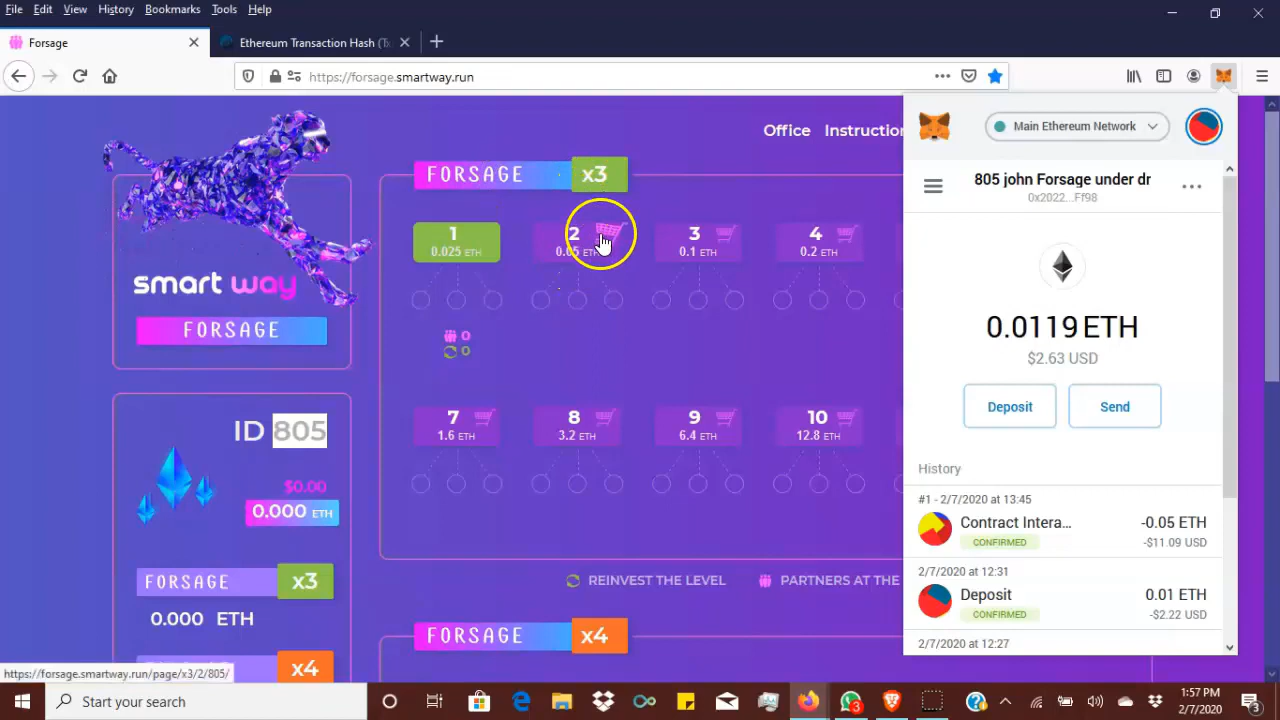 File Edit View History Bookmarks Tools Help
Forsage
Ethereum Transaction Hash (Tx
https://forsage.smartway.run
Office Instruction
FORSAGE x3
1
0.025 ETH
2
0.05 ETH
3
0.1 ETH
4
0.2 ETH
0
0
7
1.6 ETH
8
3.2 ETH
9
6.4 ETH
10
12.8 ETH
REINVEST THE LEVEL PARTNERS AT THE
FORSAGE x4
smart way
FORSAGE
ID 805
$0.00
0.000 ETH
FORSAGE x3
0.000 ETH
x4
https://forsage.smartway.run/page/x3/2/805/
Main Ethereum Network
805 john Forsage under dr
0x2022...Ff98
0.0119 ETH
$2.63 USD
Deposit Send
History
#1 - 2/7/2020 at 13:45
Contract Intera... -0.05 ETH
CONFIRMED -$11.09 USD
2/7/2020 at 12:31
Deposit 0.01 ETH
CONFIRMED -$2.22 USD
2/7/2020 at 12:27
Start your search here
3
1:57 PM
2/7/2020
3